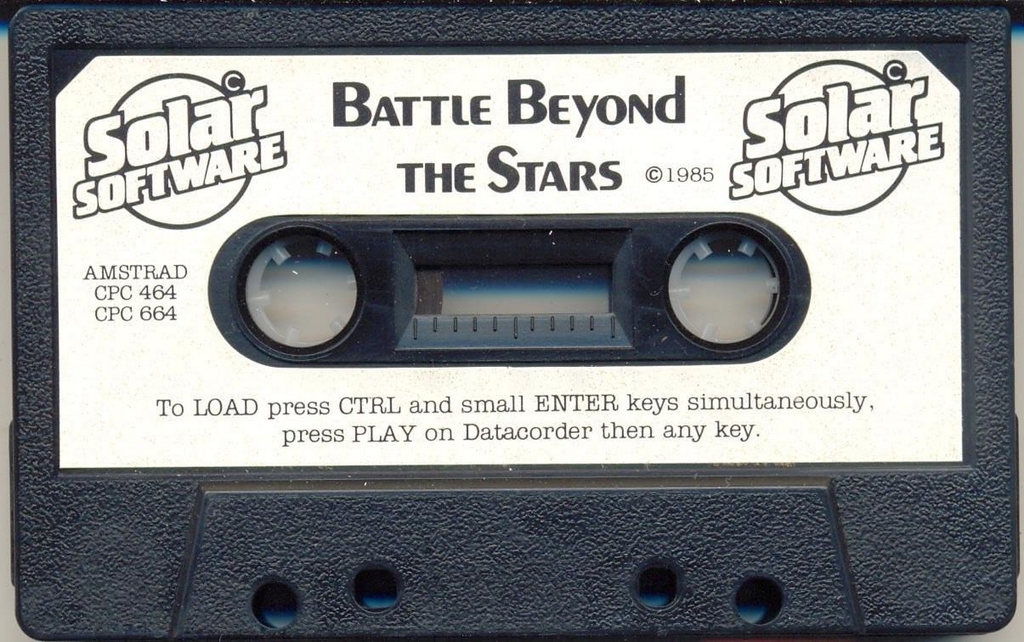 Solar © SOFTWARE
BATTLE BEYOND
THE STARS ©1985
Solar © SOFTWARE
AMSTRAD
CPC 464
CPC 664
To LOAD press CTRL and small ENTER keys simultaneously,
press PLAY on Datacorder then any key.